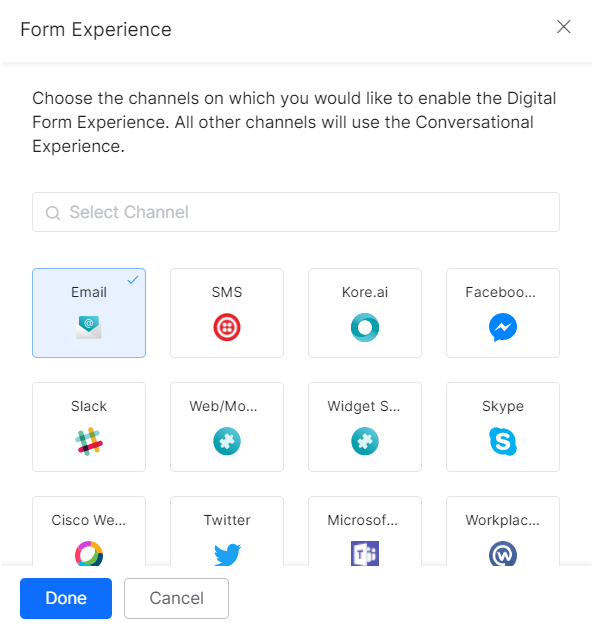 Form Experience
Choose the channels on which you would like to enable the Digital
Form Experience. All other channels will use the Conversational
Experience.
Select Channel
Email SMS Kore.ai Faceboo...
@
Slack Web/Mo... Widget S... Skype
S
Cisco We... Twitter Microsof... Workplac...
Done Cancel